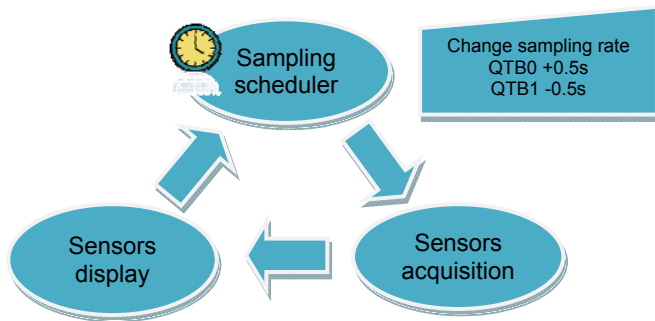 Sampling
scheduler
Change sampling rate
QTB0 +0.5s
QTB1 -0.5s
Sensors
display
Sensors
acquisition